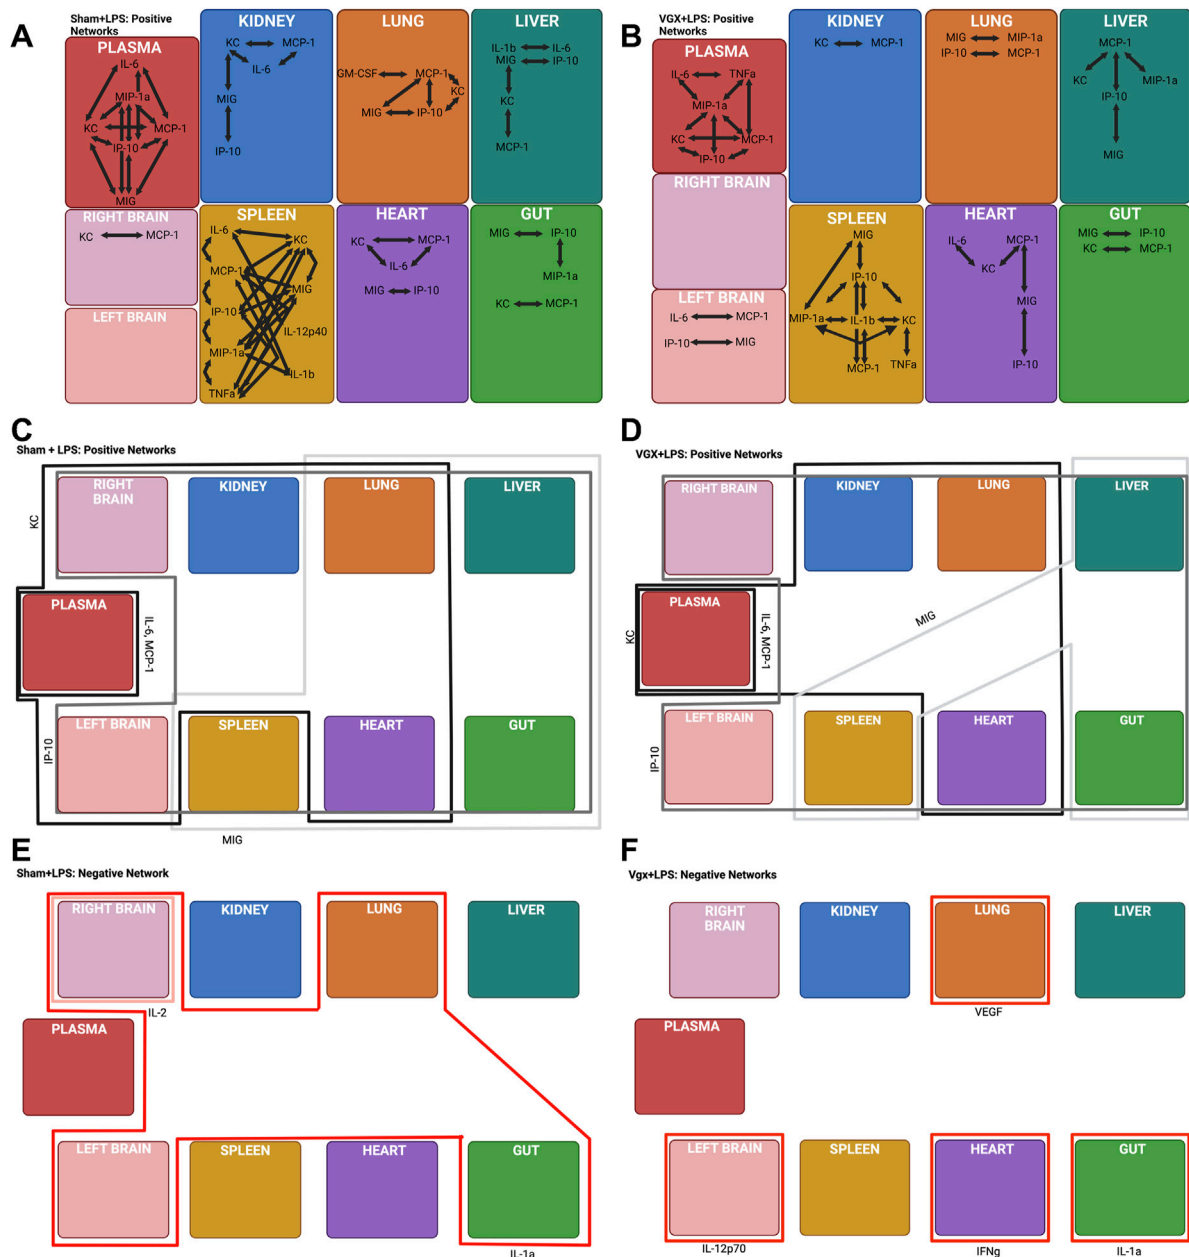 A
Sham+LPS: Positive
Networks
PLASMA
IL-6
MIP-1a
KC
MCP-1
IP-10
MIG
KIDNEY
KC
MCP-1
IL-6
MIG
IP-10
LUNG
GM-CSF
MCP-1
KC
MIG
IP-10
LIVER
IL-1b
IL-6
MIG
IP-10
KC
MCP-1
RIGHT BRAIN
KC
MCP-1
LEFT BRAIN
SPLEEN
IL-6
KC
MCP-1
MIG
IP-10
IL-12p40
MIP-1a
IL-1b
TNFa
HEART
KC
MCP-1
IL-6
MIG
IP-10
GUT
MIG
IP-10
MIP-1a
KC
MCP-1
B
VGX+LPS: Positive
Networks
PLASMA
IL-6
TNFa
MIP-1a
KC
MCP-1
IP-10
KIDNEY
KC
MCP-1
LUNG
MIG
MIP-1a
IP-10
MCP-1
LIVER
MCP-1
KC
MIP-1a
IP-10
MIG
RIGHT BRAIN
LEFT BRAIN
IL-6
MCP-1
IP-10
MIG
SPLEEN
MIG
IP-10
MIP-1a
IL-1b
KC
MCP-1
TNFa
HEART
IL-6
MCP-1
KC
MIG
IP-10
GUT
MIG
IP-10
KC
MCP-1
C
Sham + LPS: Positive Networks
RIGHT
BRAIN
KIDNEY
LUNG
LIVER
KC
PLASMA
IL-6, MCP-1
IP-10
LEFT BRAIN
SPLEEN
HEART
GUT
MIG
D
VGX+LPS: Positive Networks
RIGHT BRAIN
KIDNEY
LUNG
LIVER
KC
PLASMA
IL-6, MCP-1
MIG
IP-10
LEFT BRAIN
SPLEEN
HEART
GUT
E
Sham+LPS: Negative Network
RIGHT BRAIN
KIDNEY
LUNG
LIVER
IL-2
PLASMA
LEFT BRAIN
SPLEEN
HEART
GUT
IL-1a
F
Vgx+LPS: Negative Networks
RIGHT
BRAIN
KIDNEY
LUNG
LIVER
VEGF
PLASMA
LEFT BRAIN
SPLEEN
HEART
GUT
IL-12p70
IFNg
IL-1a